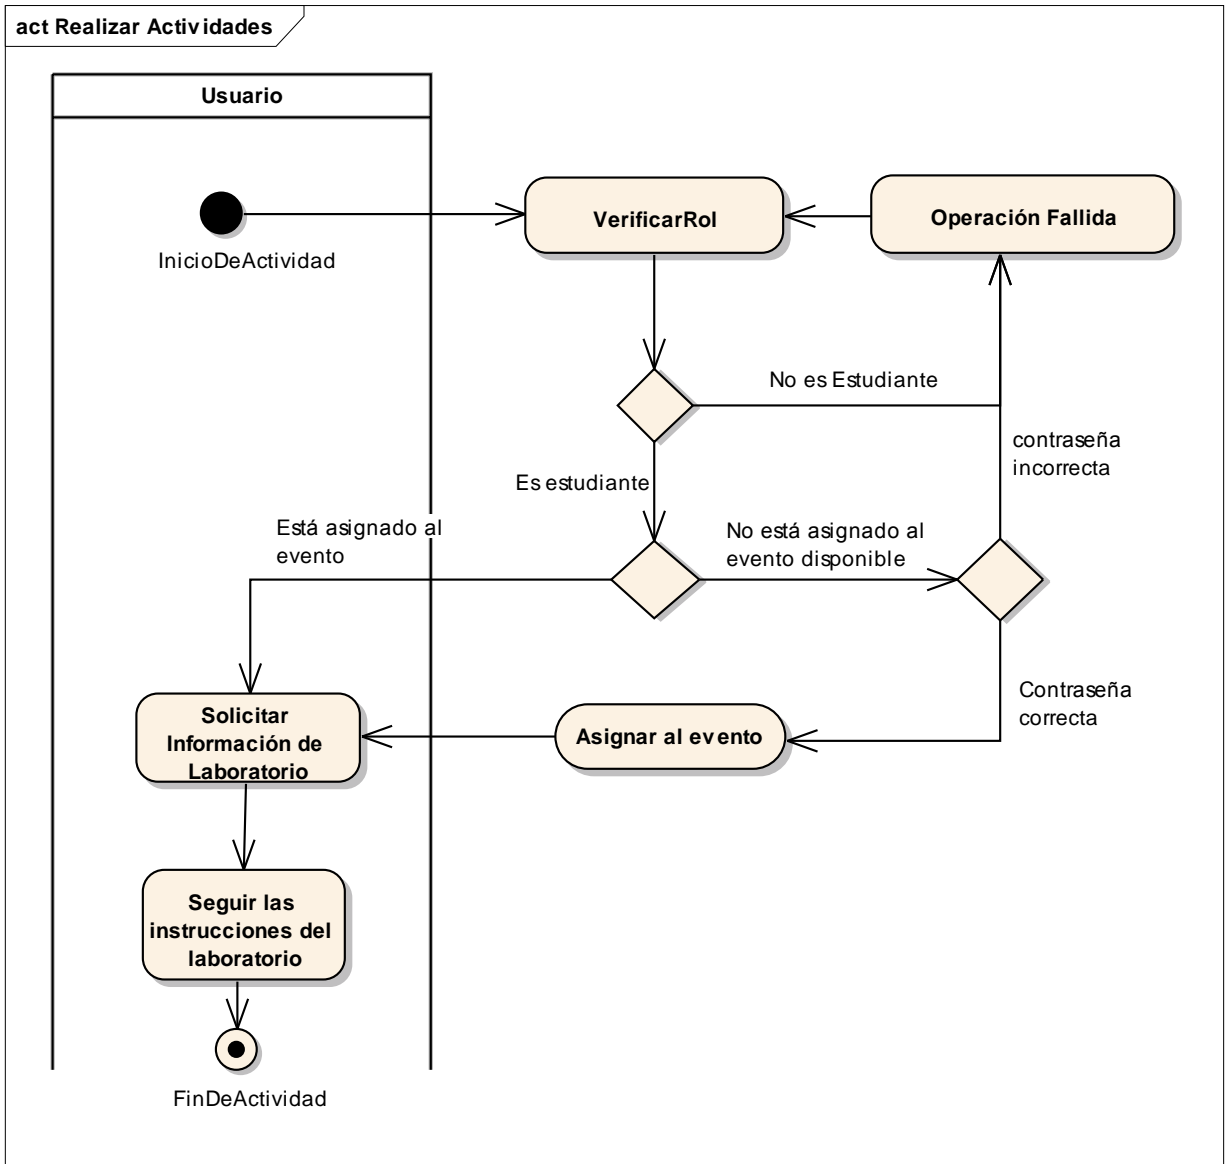 act Realizar Actividades
Usuario
InicioDeActividad
VerificarRol
Operación Fallida
No es Estudiante
contraseña
incorrecta
Es estudiante
Está asignado al
evento
No está asignado al
evento disponible
Solicitar
Información de
Laboratorio
Asignar al evento
Contraseña
correcta
Seguir las
instrucciones del
laboratorio
FinDeActividad